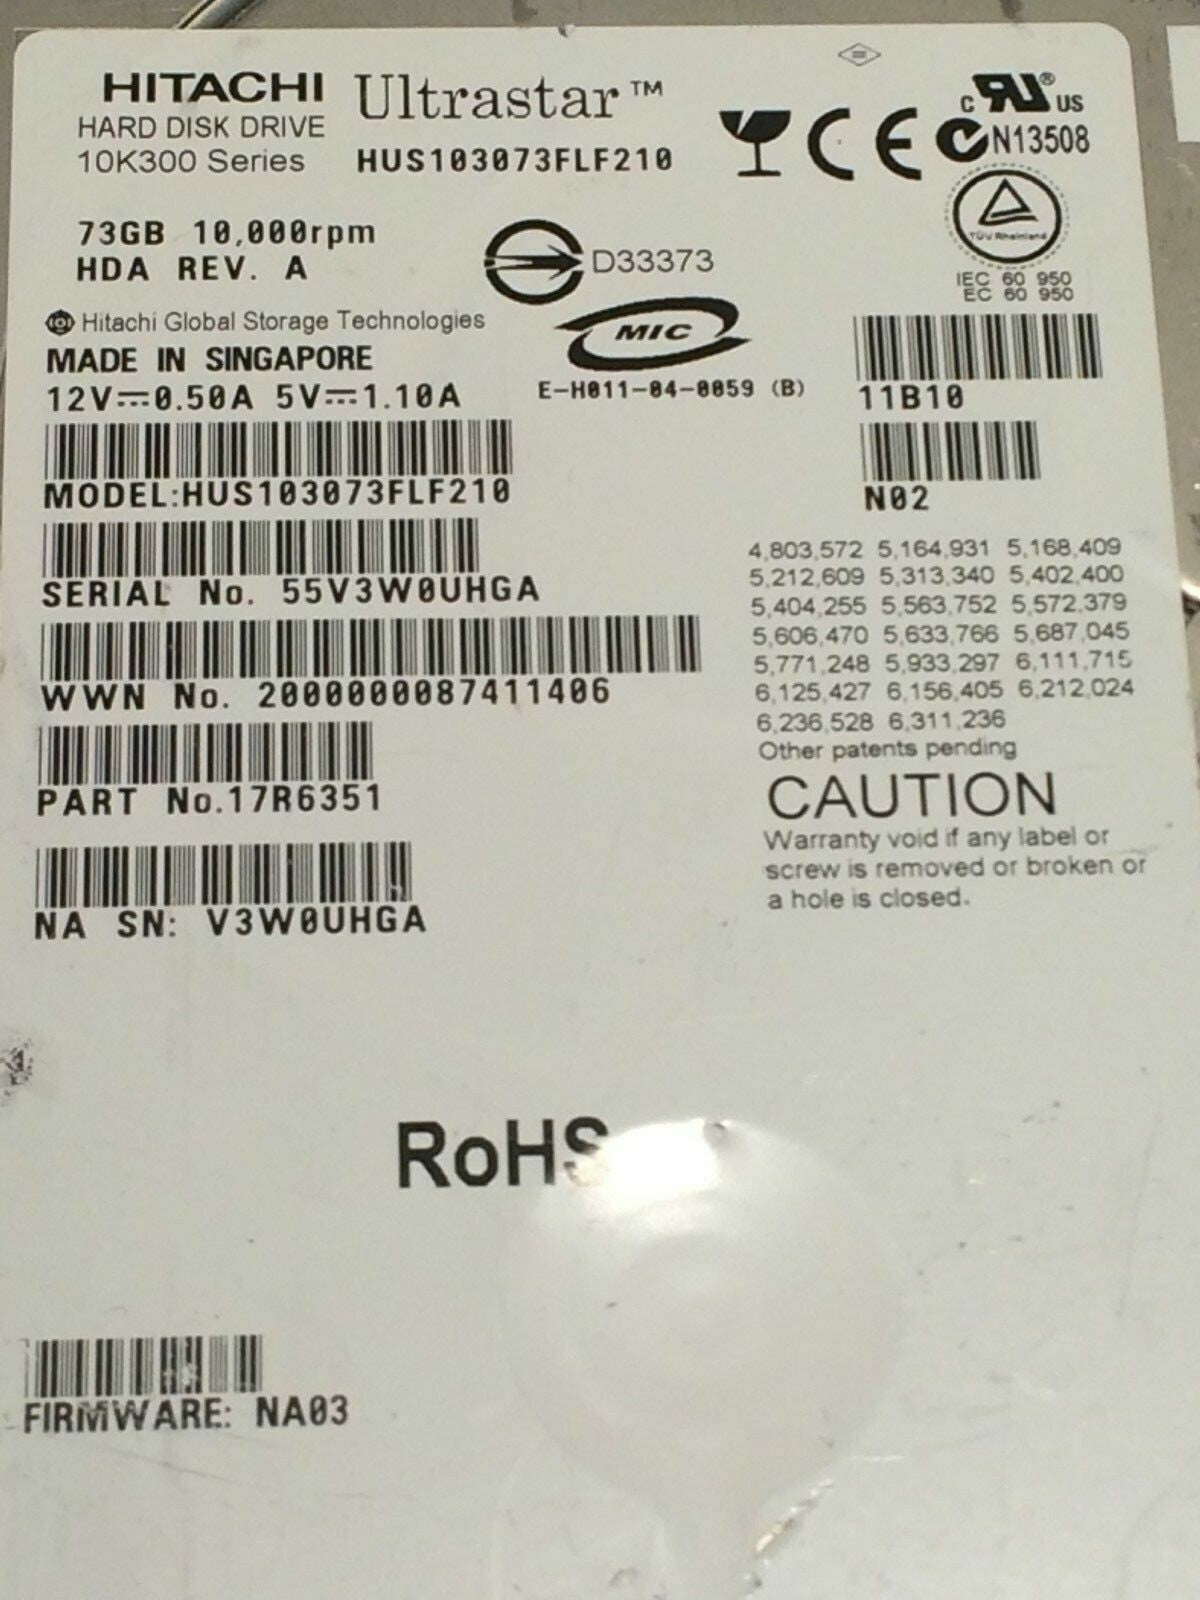 HITACHI Ultrastar™
HARD DISK DRIVE
10K300 Series HUS103073FLF210
C UR® US
N13508
73GB 10,000rpm
HDA REV. A
D33373
TÜV Rheinland
IEC 60 950
EC 60 950
Hitachi Global Storage Technologies
MADE IN SINGAPORE
12V⎓0.50A 5V⎓1.10A
MIC
E-H011-04-0059 (B)
11B10
N02
MODEL:HUS103073FLF210
SERIAL No. 55V3W0UHGA
WWN No. 2000000087411406
PART No.17R6351
NA SN: V3W0UHGA
4,803,572 5,164,931 5,168,409
5,212,609 5,313,340 5,402,400
5,404,255 5,563,752 5,572,379
5,606,470 5,633,766 5,687,045
5,771,248 5,933,297 6,111,715
6,125,427 6,156,405 6,212,024
6,236,528 6,311,236
Other patents pending
CAUTION
Warranty void if any label or
screw is removed or broken or
a hole is closed.
RoHS
FIRMWARE: NA03